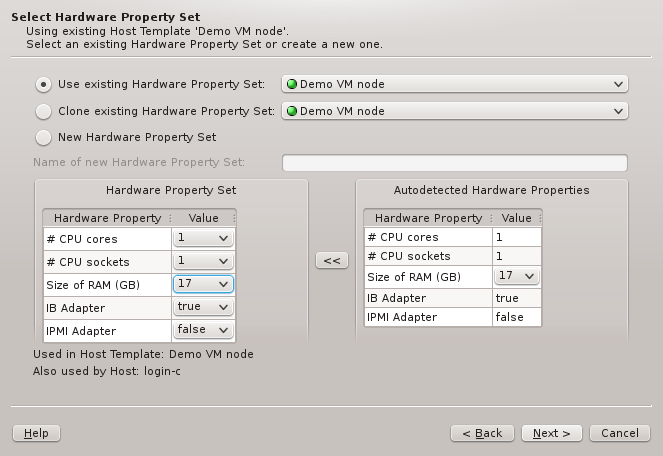 Select Hardware Property Set
Using existing Host Template 'Demo VM node'.
Select an existing Hardware Property Set or create a new one.
Use existing Hardware Property Set: Demo VM node
Clone existing Hardware Property Set: Demo VM node
New Hardware Property Set
Name of new Hardware Property Set:
Hardware Property Set
Hardware Property Value
# CPU cores 1
# CPU sockets 1
Size of RAM (GB) 17
IB Adapter true
IPMI Adapter false
<<
Autodetected Hardware Properties
Hardware Property Value
# CPU cores 1
# CPU sockets 1
Size of RAM (GB) 17
IB Adapter true
IPMI Adapter false
Used in Host Template: Demo VM node
Also used by Host: login-c
Help < Back Next > Cancel